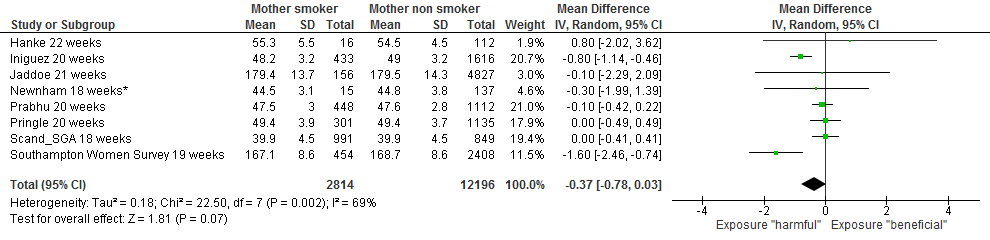 Mother smoker Mother non smoker Mean Difference Mean Difference
Study or Subgroup Mean SD Total Mean SD Total Weight IV, Random, 95% CI IV, Random, 95% CI
Hanke 22 weeks 55.3 5.5 16 54.5 4.5 112 1.9% 0.80 [-2.02, 3.62]
Iniguez 20 weeks 48.2 3.2 433 49 3.2 1616 20.7% -0.80 [-1.14, -0.46]
Jaddoe 21 weeks 179.4 13.7 156 179.5 14.3 4827 2.9% -0.10 [-2.29, 2.09]
Newnham 18 weeks* 44.5 3.1 15 44.8 3.8 137 4.6% -0.30 [-1.99, 1.39]
Prabhu 20 weeks 47.5 3 448 47.6 2.8 1112 21.0% -0.10 [-0.42, 0.22]
Pringle 20 weeks 49.4 3.9 301 49.4 3.7 1135 17.9% 0.00 [-0.49, 0.49]
Scand_SGA 18 weeks 39.9 4.5 991 39.9 4.5 849 19.4% 0.00 [-0.41, 0.41]
Southampton Women Survey 19 weeks 167.1 8.6 454 168.7 8.6 2408 11.5% -1.60 [-2.46, -0.74]
Total (95% CI) 2814 12196 100.0% -0.37 [-0.78, 0.03]
Heterogeneity: Tau² = 0.18; Chi² = 22.50, df = 7 (P = 0.002); I² = 69%
Test for overall effect: Z = 1.81 (P = 0.07)
-4 -2 0 2 4
Exposure "harmful" Exposure "beneficial"